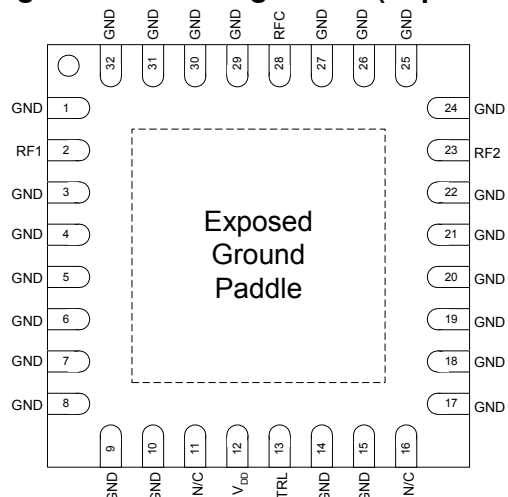 GND GND GND GND RFC GND GND GND
32 31 30 29 28 27 26 25
GND 1 24 GND
RF1 2 23 RF2
GND 3 22 GND
GND 4 21 GND
GND 5 20 GND
GND 6 19 GND
GND 7 18 GND
GND 8 17 GND
Exposed
Ground
Paddle
9 10 11 12 13 14 15 16
GND GND N/C VDD TRL GND GND N/C